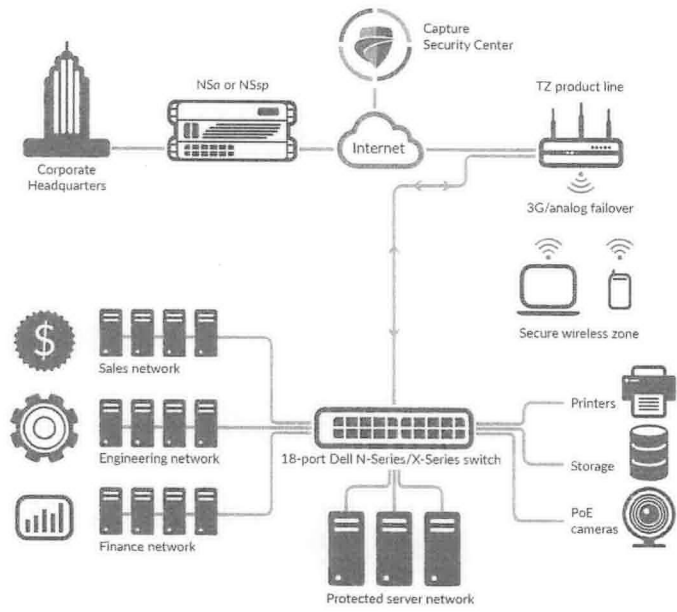 Capture
Security Center
NSa or NSsp
TZ product line
Internet
Corporate
Headquarters
3G/analog failover
Secure wireless zone
$
Sales network
Printers
Engineering network
18-port Dell N-Series/X-Series switch
Storage
PoE
cameras
Finance network
Protected server network